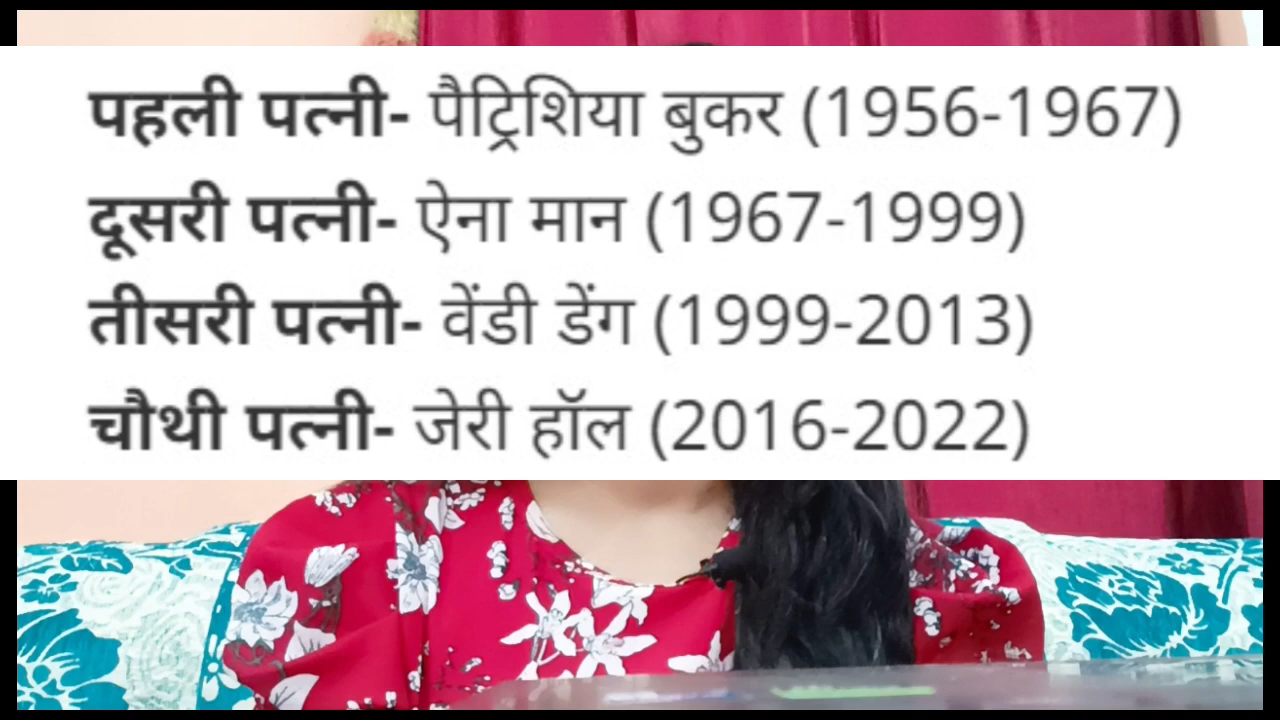 पहली पत्नी- पैट्रिशिया बुकर (1956-1967)
दूसरी पत्नी- ऐना मान (1967-1999)
तीसरी पत्नी- वेंडी डेंग (1999-2013)
चौथी पत्नी- जेरी हॉल (2016-2022)